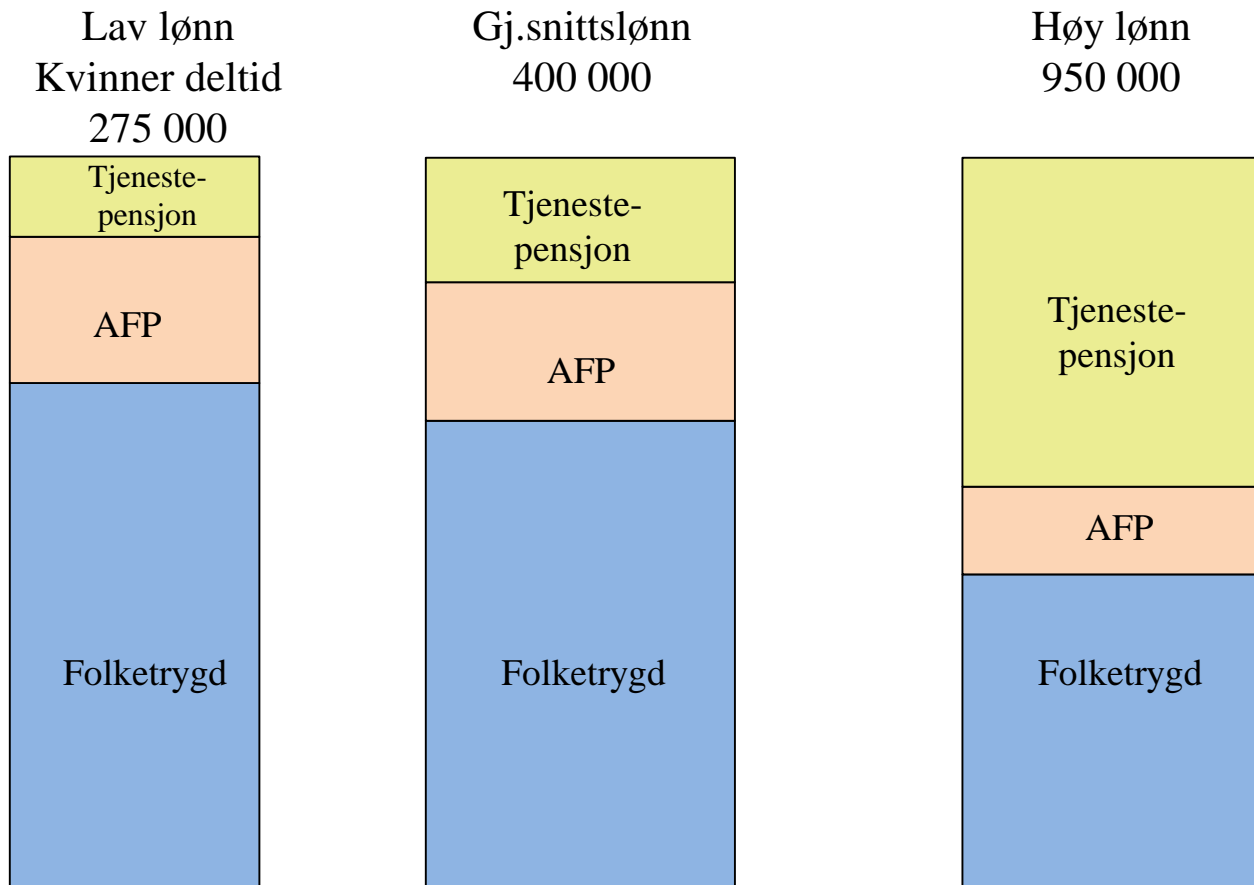 Lav lønn
Kvinner deltid
275 000
Tjeneste-
pensjon
AFP
Folketrygd
Gj.snittslønn
400 000
Tjeneste-
pensjon
AFP
Folketrygd
Høy lønn
950 000
Tjeneste-
pensjon
AFP
Folketrygd